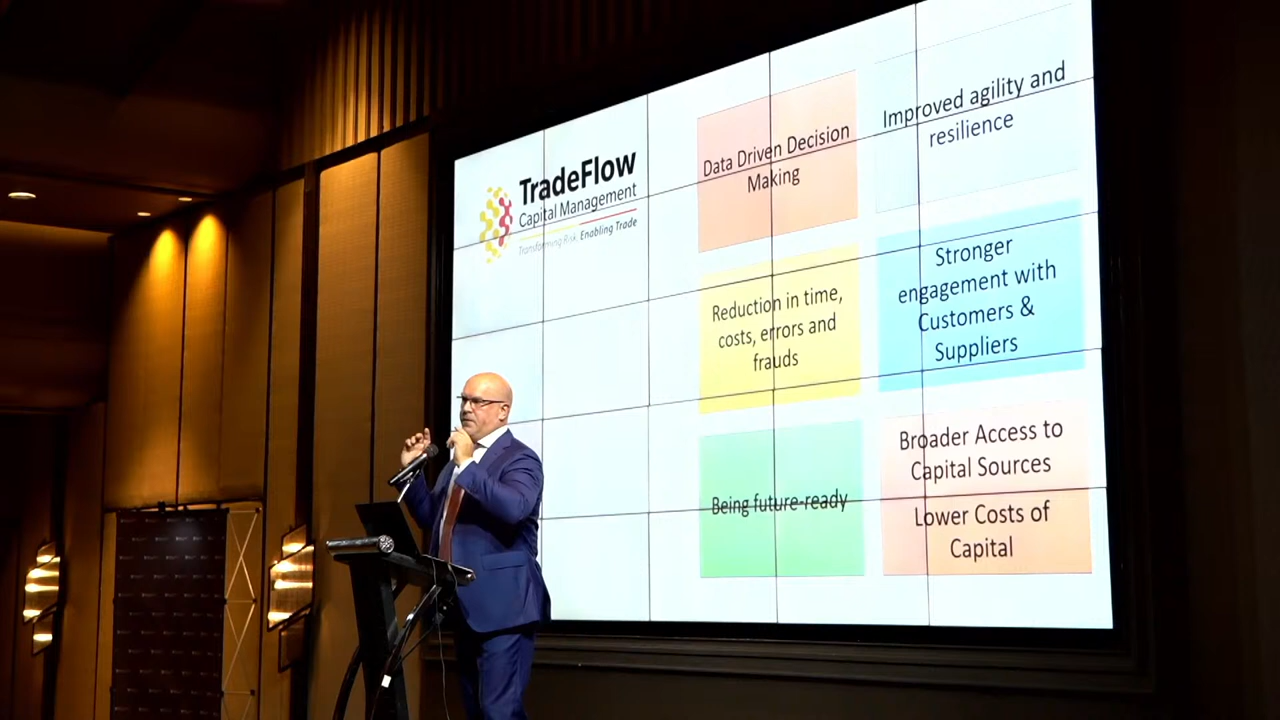 TradeFlow
Capital Management
Transforming Risk, Enabling Trade
Data Driven Decision
Making
Improved agility and
resilience
Reduction in time,
costs, errors and
frauds
Stronger
engagement with
Customers &
Suppliers
Being future-ready
Broader Access to
Capital Sources
Lower Costs of
Capital